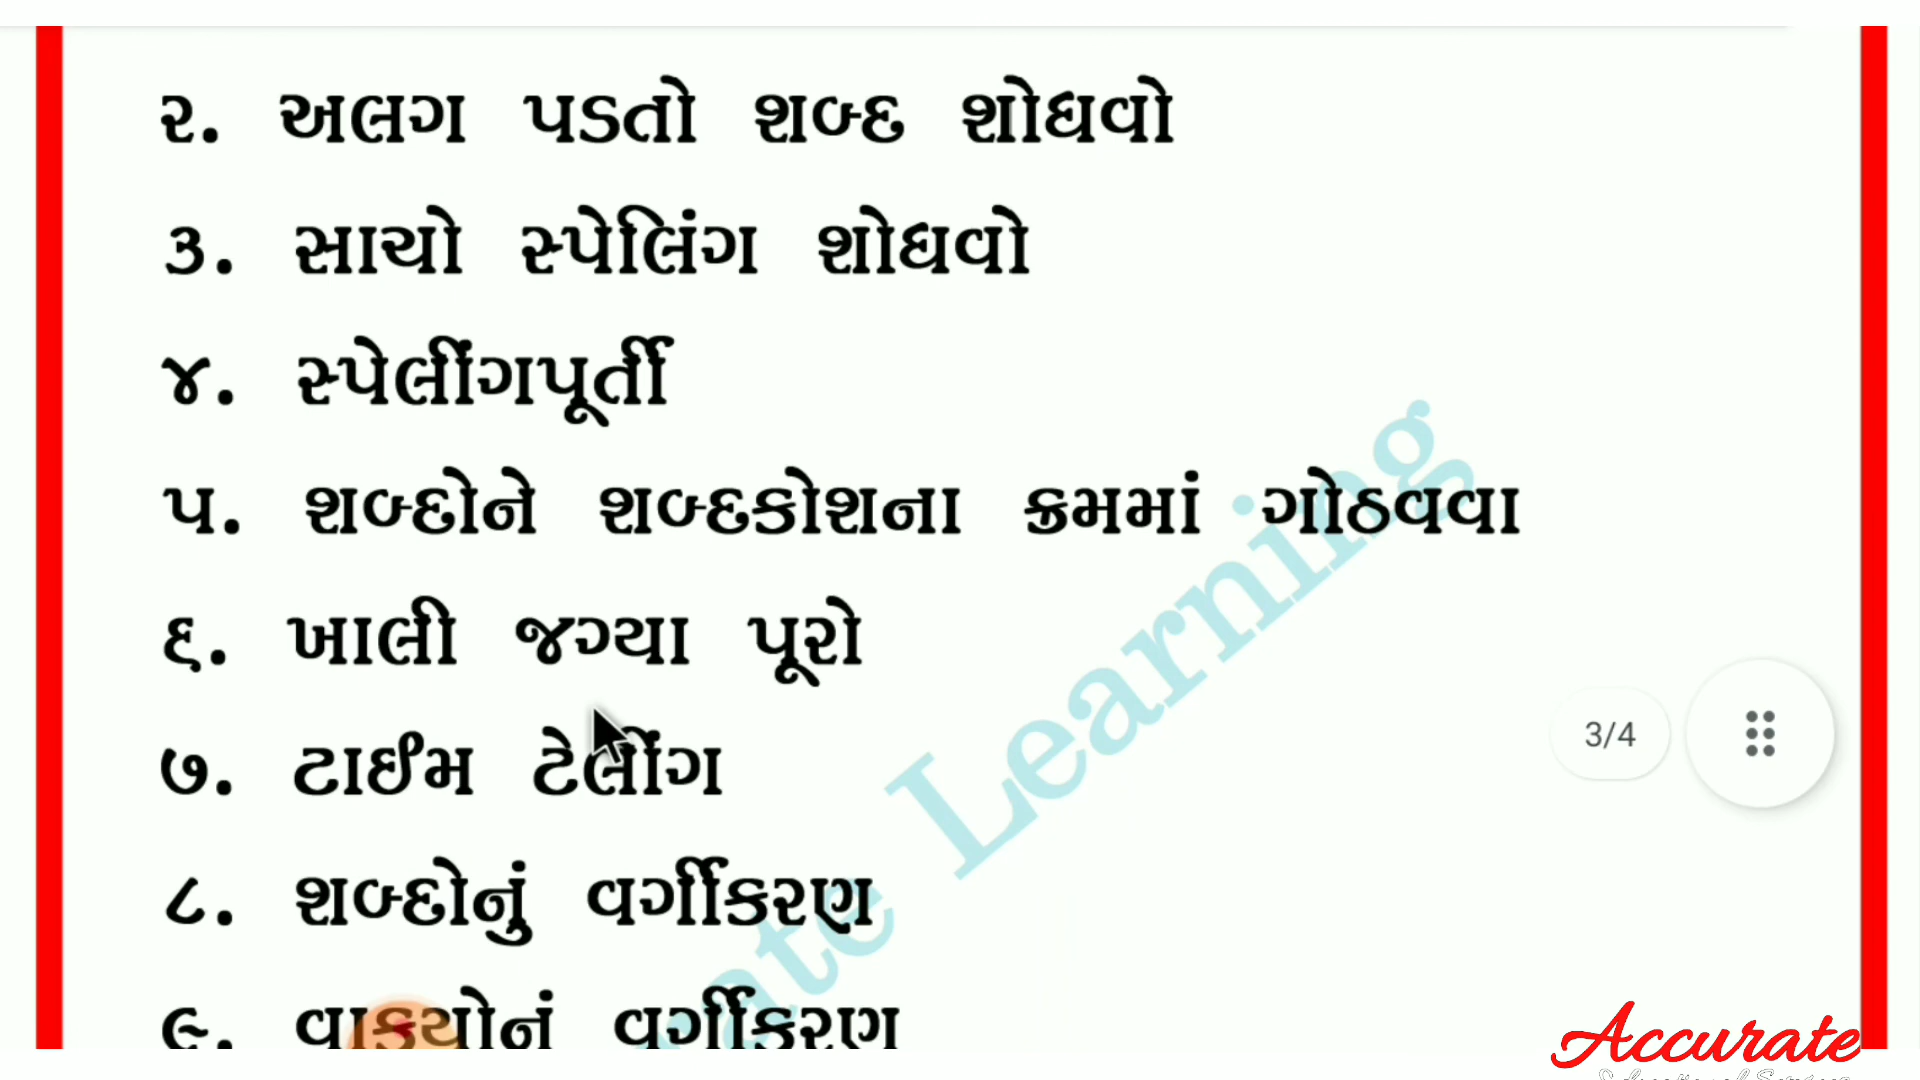 ૨. અલગ પડતો શબ્દ શોધવો
૩. સાચો સ્પેલિંગ શોધવો
૪. સ્પેલીંગપૂર્તી
૫. શબ્દોને શબ્દકોશના ક્રમમાં ગોઠવવા
૬. ખાલી જગ્યા પૂરો
૭. ટાઈમ ટેલીંગ
3/4
૮. શબ્દોનું વર્ગીકરણ
૯. વાક્યોનું વર્ગીકરણ
Learning
Accurate